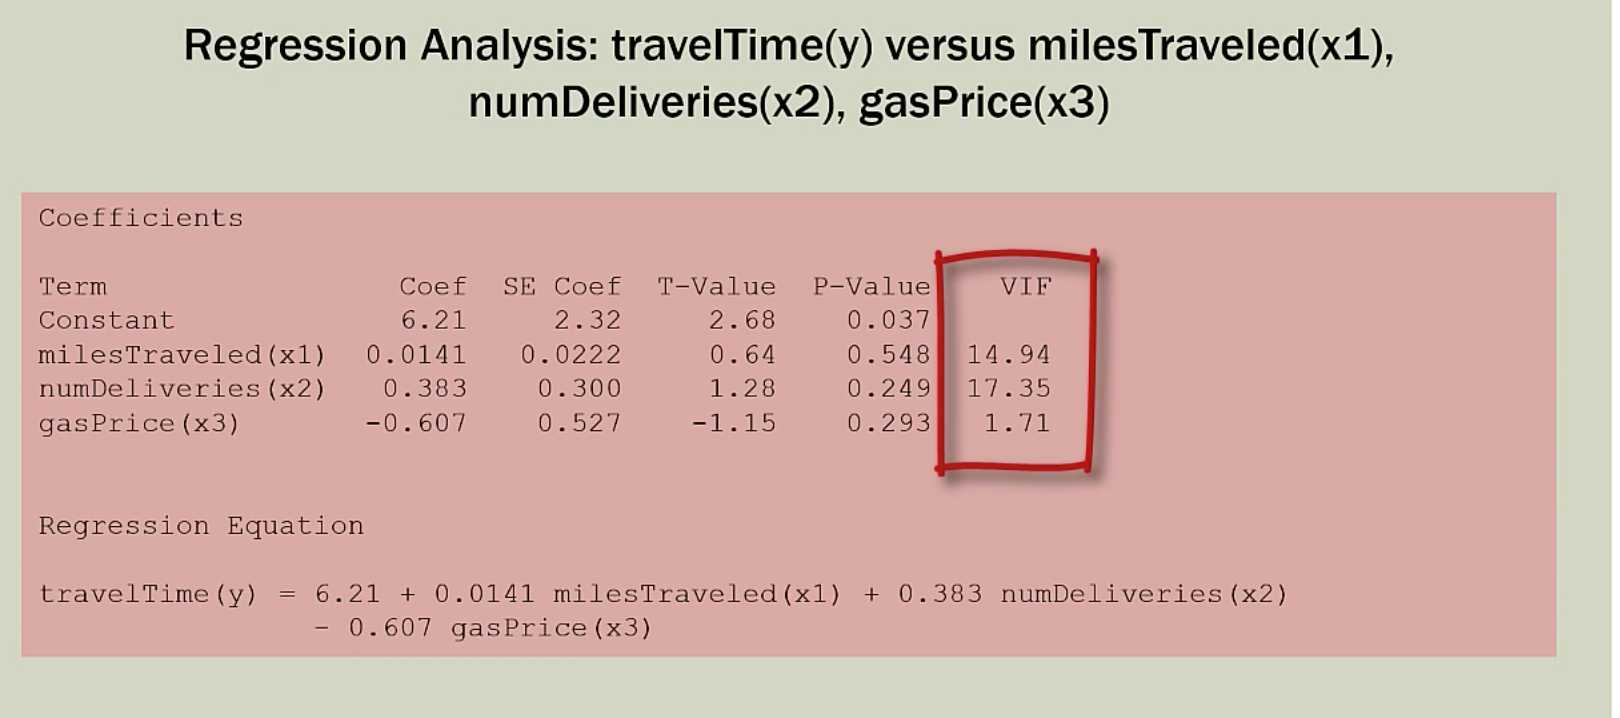 Regression Analysis: travelTime(y) versus milesTraveled(x1),
numDeliveries(x2), gasPrice(x3)
Coefficients
Term Coef SE Coef T-Value P-Value VIF
Constant 6.21 2.32 2.68 0.037
milesTraveled(x1) 0.0141 0.0222 0.64 0.548 14.94
numDeliveries(x2) 0.383 0.300 1.28 0.249 17.35
gasPrice(x3) -0.607 0.527 -1.15 0.293 1.71
Regression Equation
travelTime(y) = 6.21 + 0.0141 milesTraveled(x1) + 0.383 numDeliveries(x2)
- 0.607 gasPrice(x3)